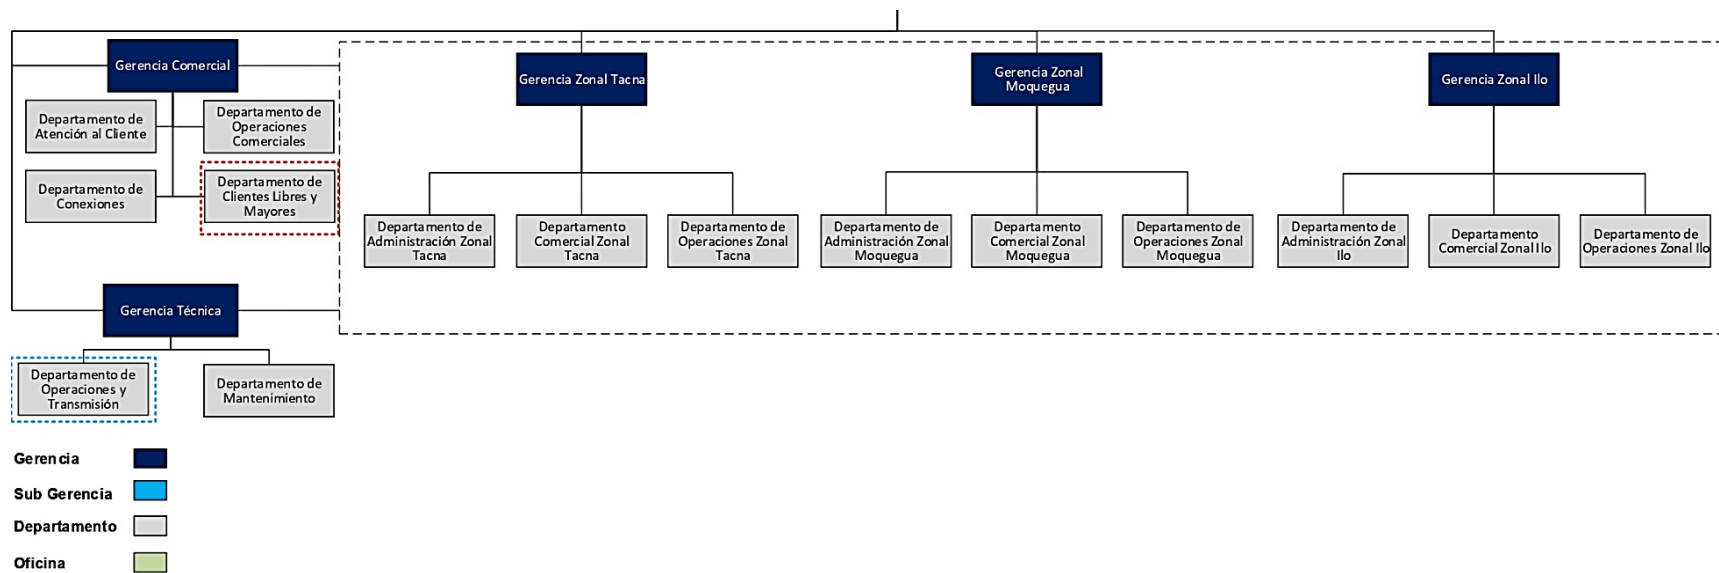 Gerencia Comercial
Departamento de
Atención al Cliente
Departamento de
Operaciones
Comerciales
Departamento de
Conexiones
Departamento de
Clientes Libres y
Mayores
Gerencia Técnica
Departamento de
Operaciones y
Transmisión
Departamento de
Mantenimiento
Gerencia Zonal Tacna
Departamento de
Administración Zonal
Tacna
Departamento
Comercial Zonal
Tacna
Departamento de
Operaciones Zonal
Tacna
Gerencia Zonal
Moquegua
Departamento de
Administración Zonal
Moquegua
Departamento
Comercial Zonal
Moquegua
Departamento de
Operaciones Zonal
Moquegua
Gerencia Zonal Ilo
Departamento de
Administración Zonal
Ilo
Departamento
Comercial Zonal Ilo
Departamento de
Operaciones Zonal Ilo
Gerencia
Sub Gerencia
Departamento
Oficina